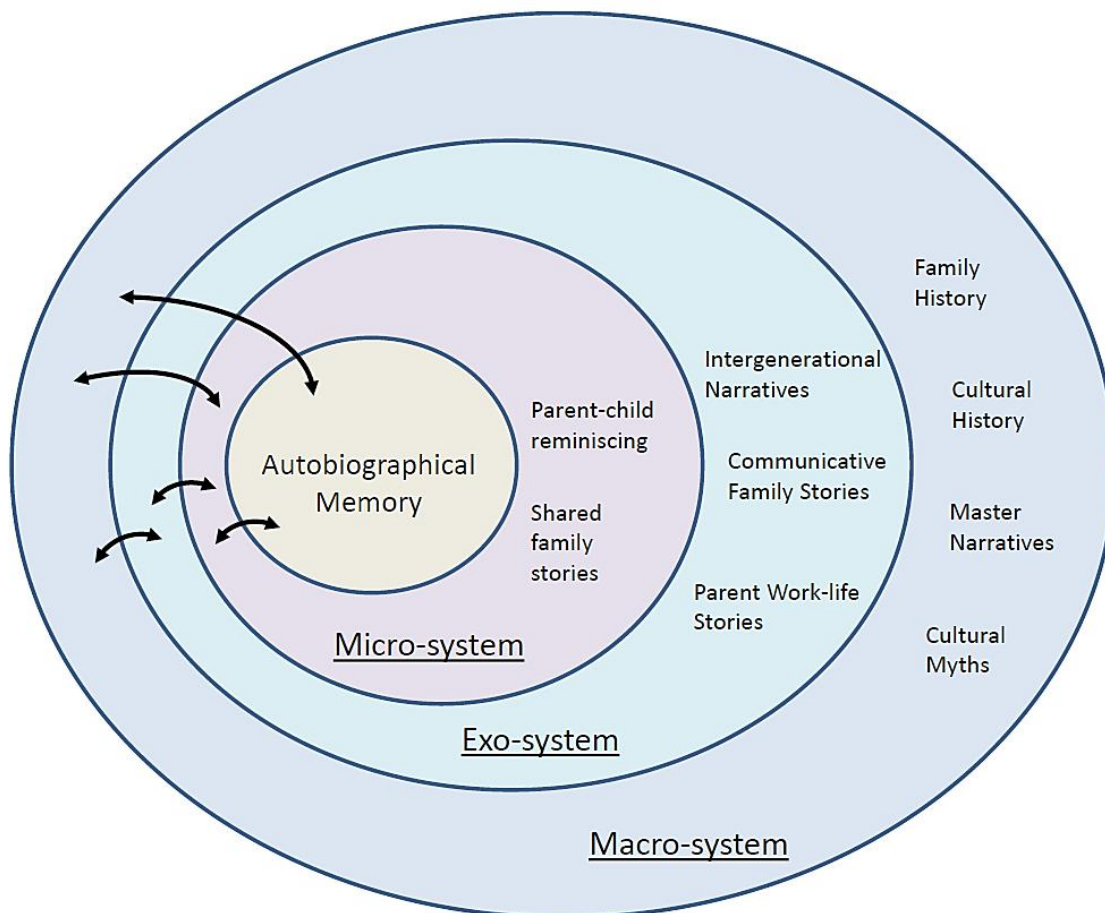 Autobiographical
Memory
Parent-child
reminiscing
Shared
family
stories
Micro-system
Intergenerational
Narratives
Communicative
Family Stories
Parent Work-life
Stories
Exo-system
Family
History
Cultural
History
Master
Narratives
Cultural
Myths
Macro-system